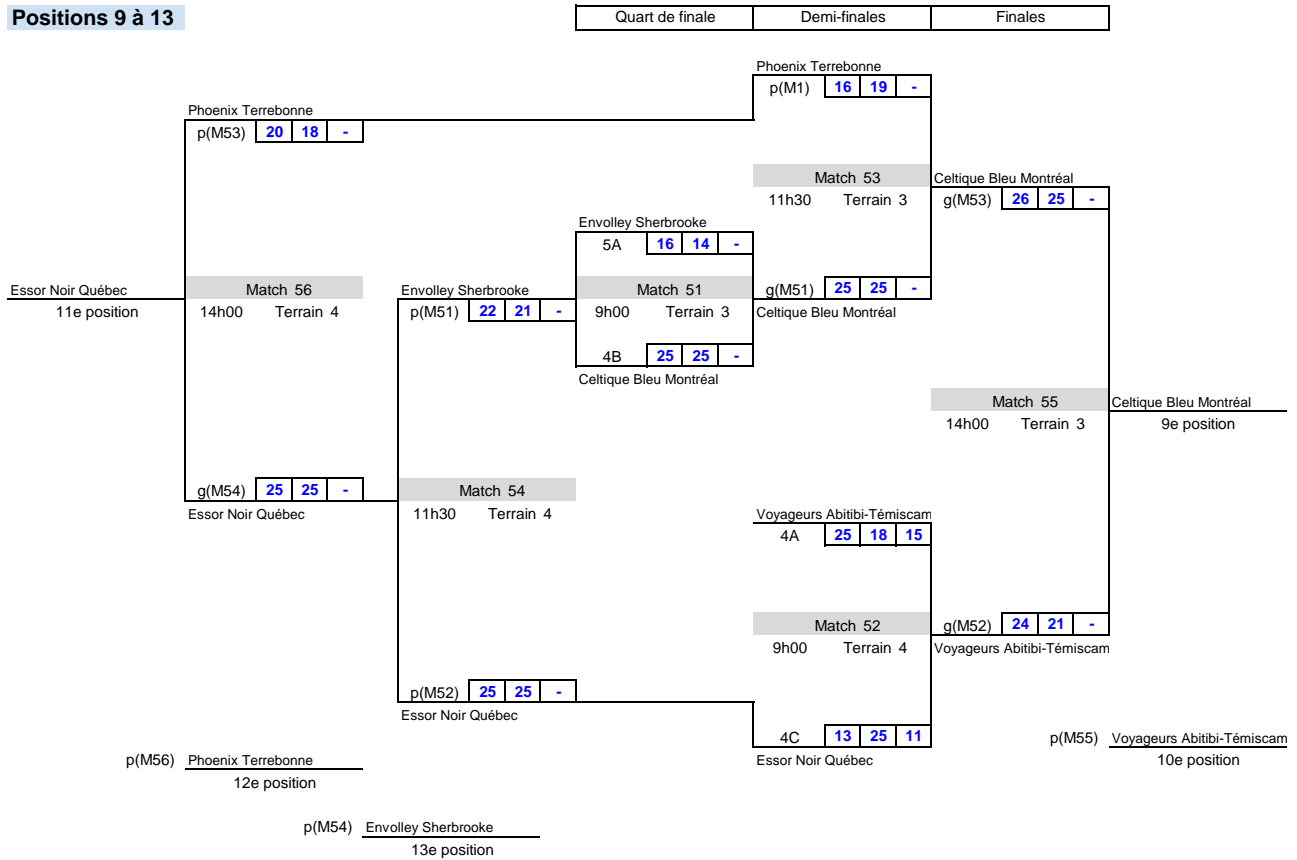 Positions 9 à 13
Quart de finale Demi-finales Finales
Phoenix Terrebonne
p(M1) 16 19 -
Phoenix Terrebonne
p(M53) 20 18 -
Match 53 Celtique Bleu Montréal
11h30 Terrain 3 g(M53) 26 25 -
Envolley Sherbrooke
5A 16 14 -
Essor Noir Québec Match 56 Envolley Sherbrooke Match 51 g(M51) 25 25 -
11e position 14h00 Terrain 4 p(M51) 22 21 - 9h00 Terrain 3 Celtique Bleu Montréal
4B 25 25 -
Celtique Bleu Montréal
Match 55 Celtique Bleu Montréal
14h00 Terrain 3 9e position
g(M54) 25 25 - Match 54
Essor Noir Québec 11h30 Terrain 4 Voyageurs Abitibi-Témiscam
4A 25 18 15
Match 52 g(M52) 24 21 -
9h00 Terrain 4 Voyageurs Abitibi-Témiscam
p(M52) 25 25 -
Essor Noir Québec
4C 13 25 11 p(M55) Voyageurs Abitibi-Témiscam
p(M56) Phoenix Terrebonne Essor Noir Québec 10e position
12e position
p(M54) Envolley Sherbrooke
13e position